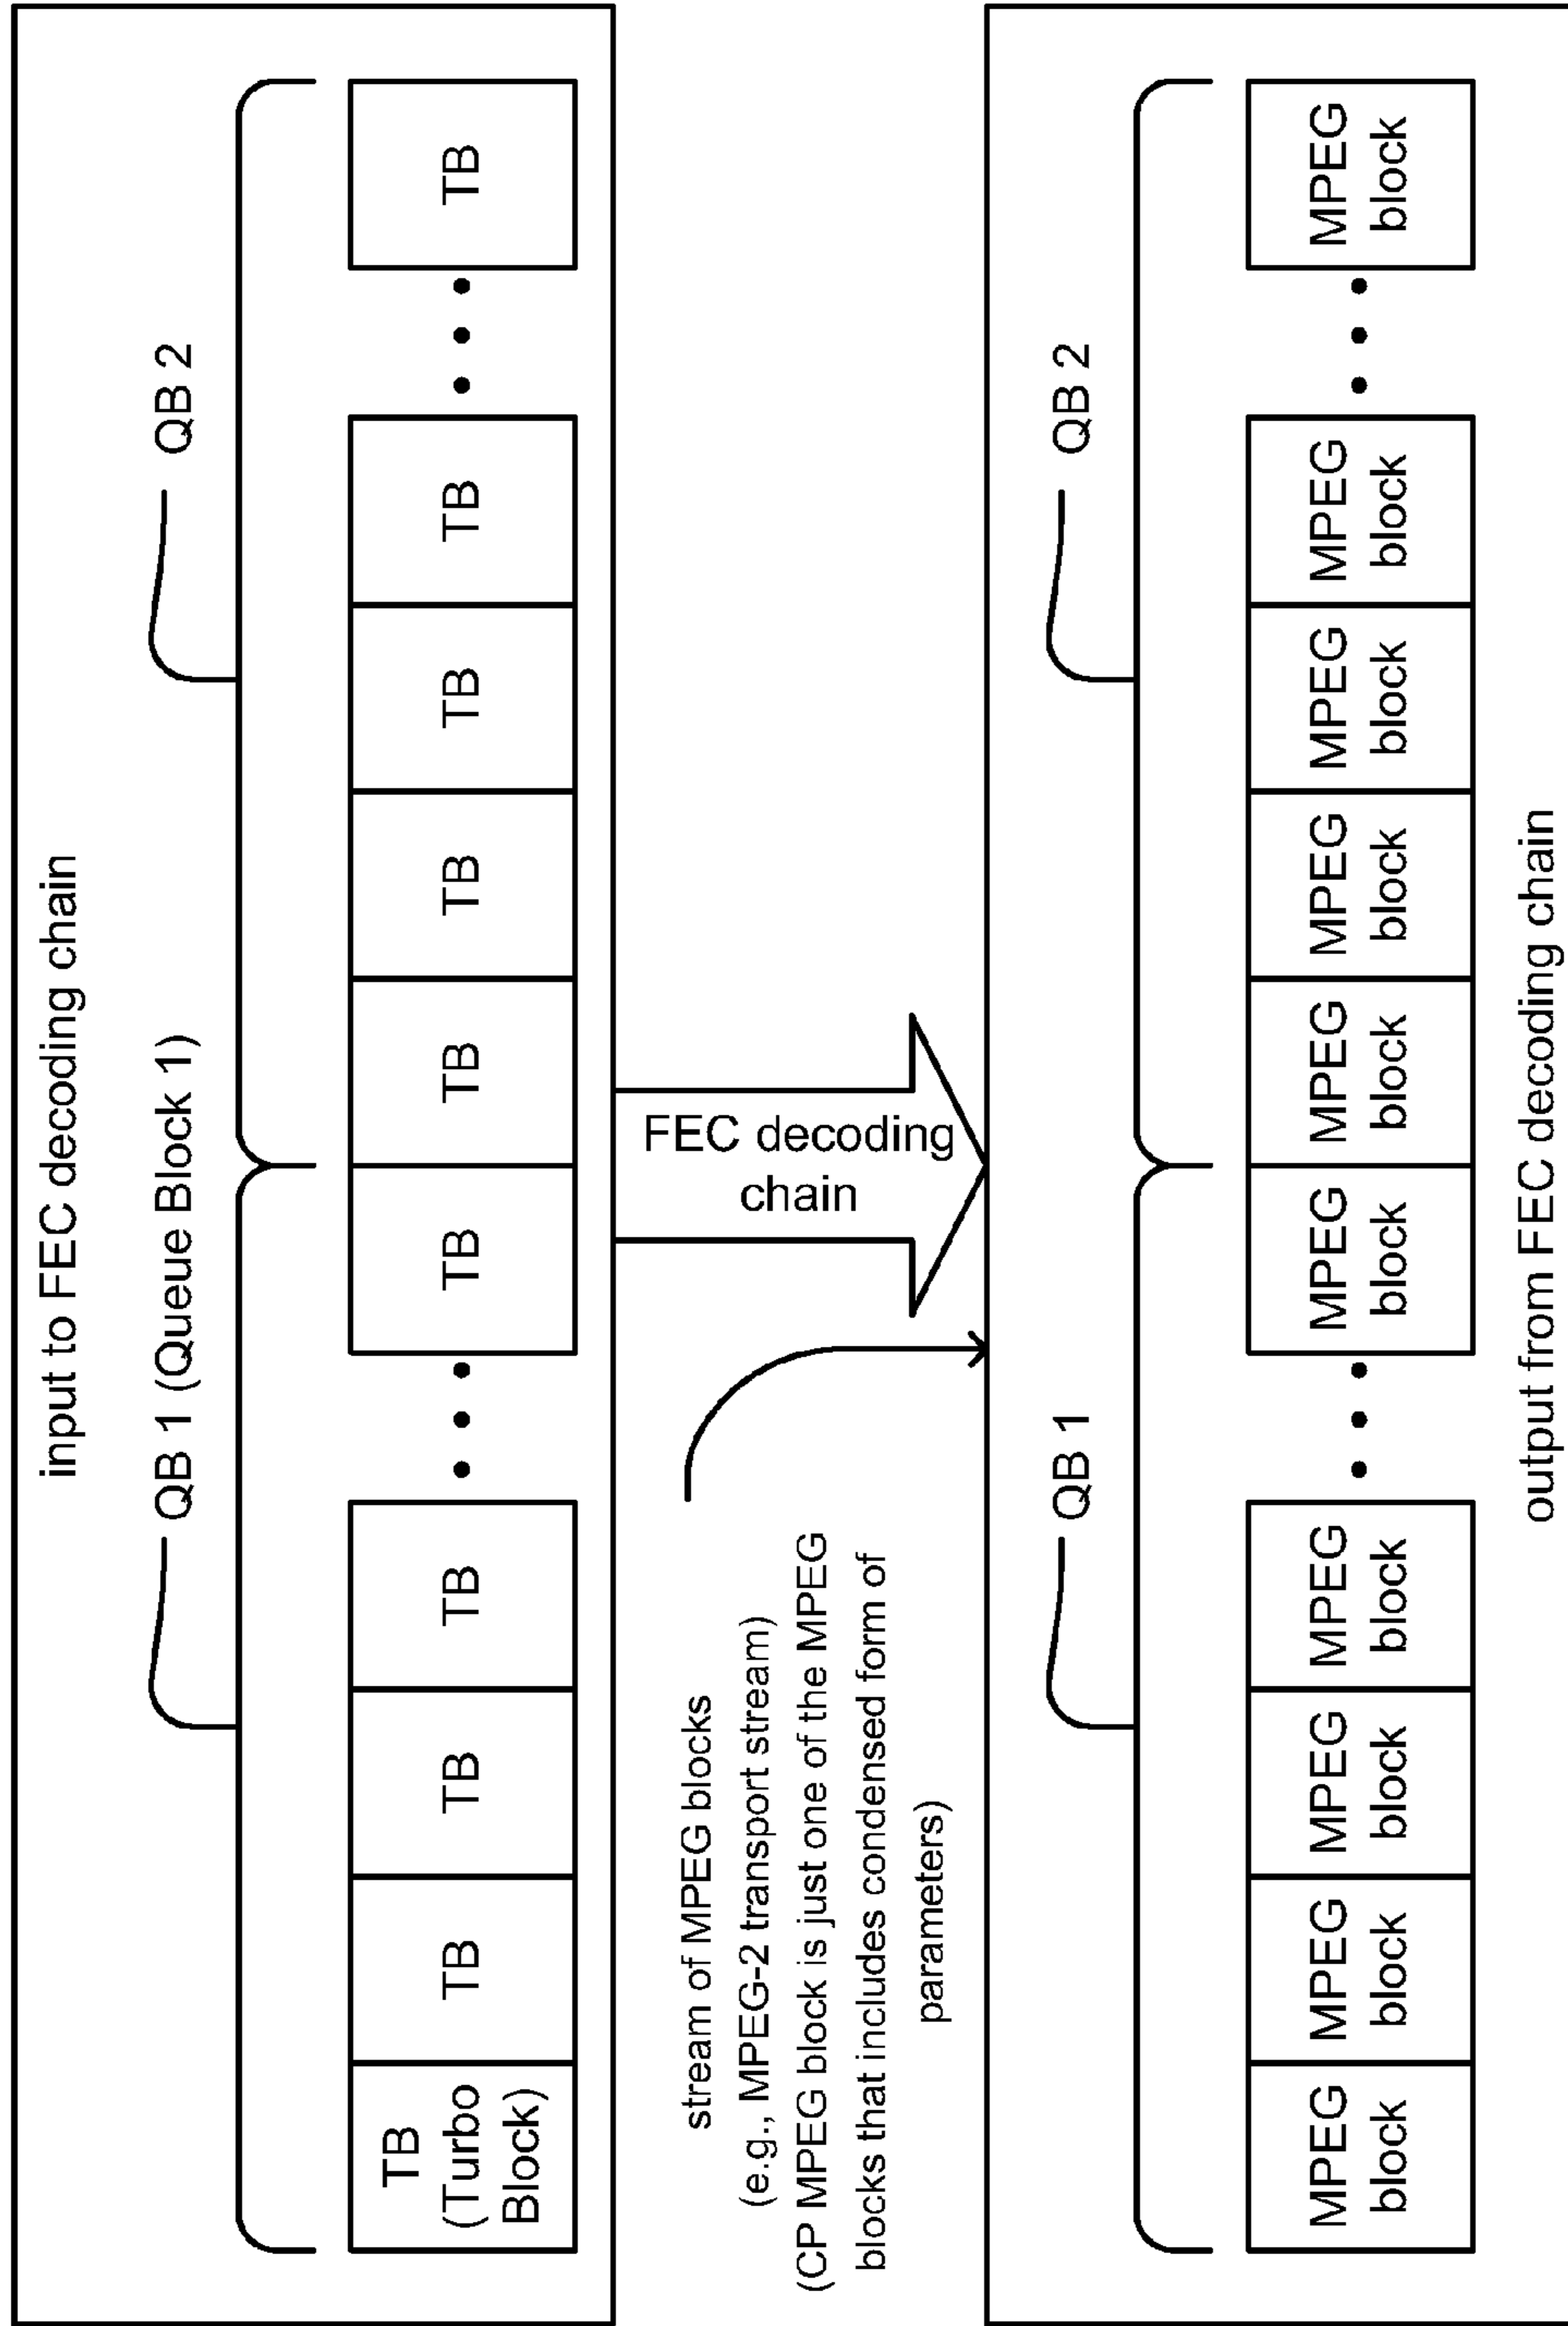 input to FEC decoding chain
QB 1 (Queue Block 1)
QB 2
TB
(Turbo
Block)
TB
TB
TB
TB
TB
TB
TB
TB
TB
stream of MPEG blocks
(e.g., MPEG-2 transport stream)
(CP MPEG block is just one of the MPEG
blocks that includes condensed form of
parameters)
FEC decoding
chain
QB 1
QB 2
MPEG
block
MPEG
block
MPEG
block
MPEG
block
MPEG
block
MPEG
block
MPEG
block
MPEG
block
MPEG
block
MPEG
block
output from FEC decoding chain